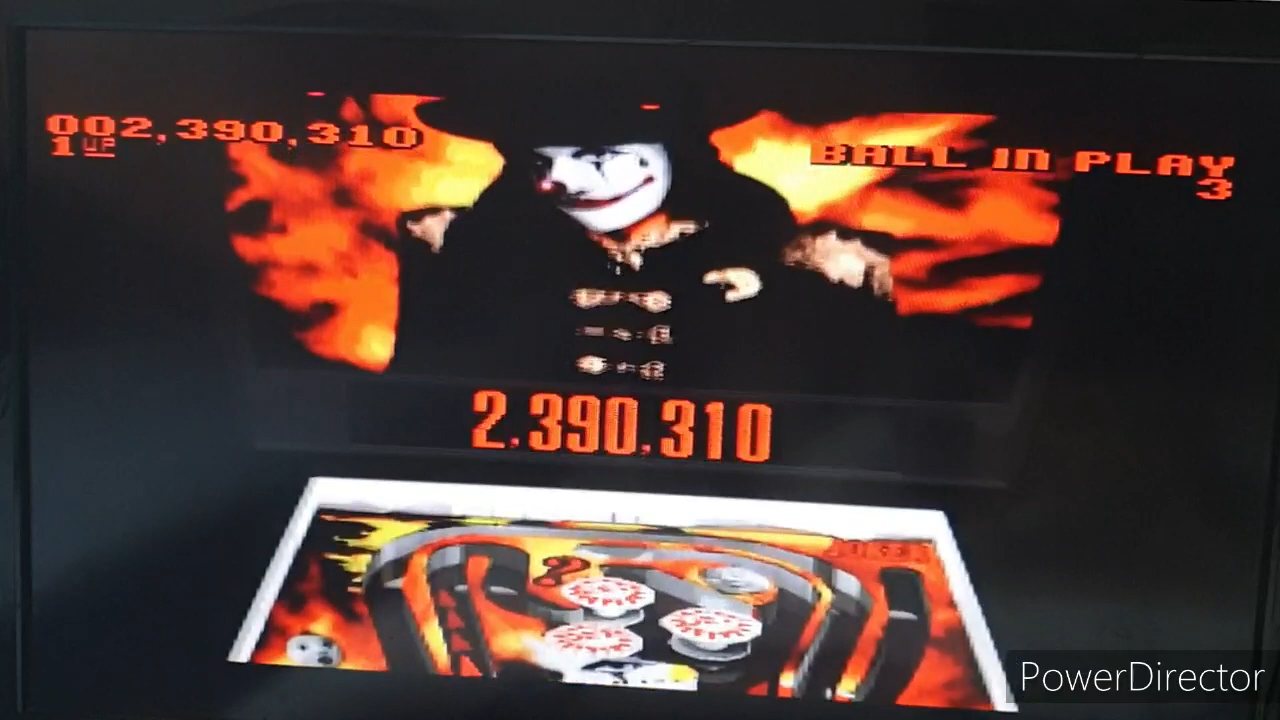 002,390,310
1UP
BALL IN PLAY
3
2,390,310
PowerDirector